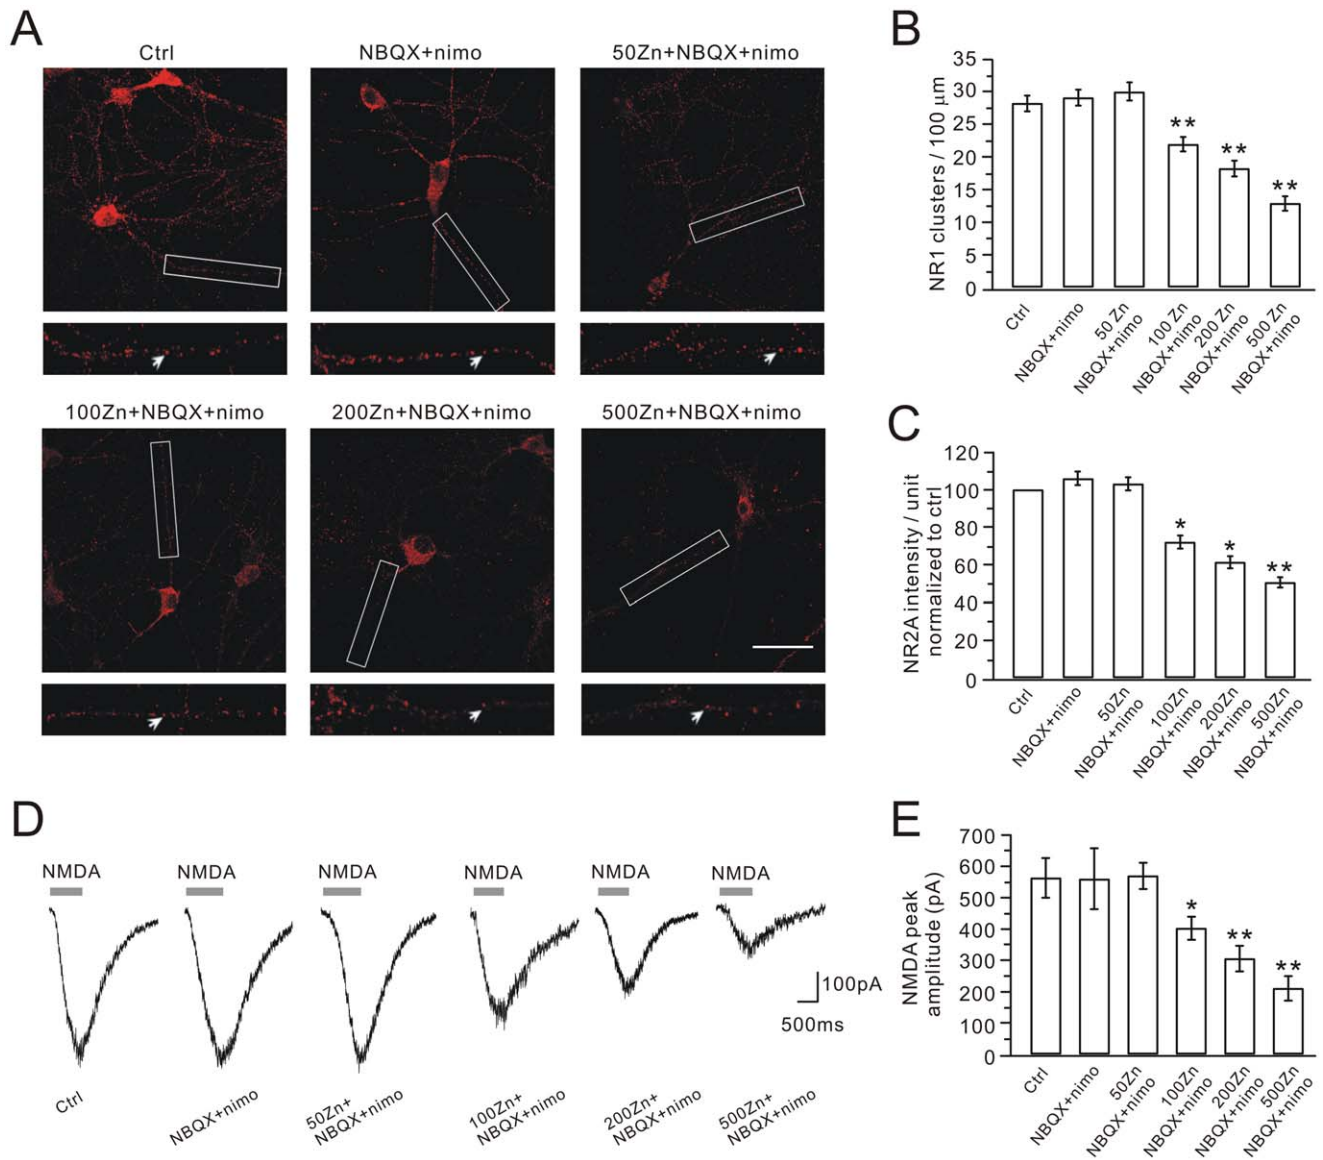 A
Ctrl
NBQX+nimo
50Zn+NBQX+nimo
100Zn+NBQX+nimo
200Zn+NBQX+nimo
500Zn+NBQX+nimo
B
NR1 clusters / 100 μm
35
30
25
20
15
10
5
0
**
**
**
Ctrl
NBQX+nimo
50 Zn
NBQX+nimo
100 Zn
NBQX+nimo
200 Zn
NBQX+nimo
500 Zn
NBQX+nimo
C
NR2A intensity / unit
normalized to ctrl
120
100
80
60
40
20
0
*
*
**
Ctrl
NBQX+nimo
50Zn
NBQX+nimo
100Zn
NBQX+nimo
200Zn
NBQX+nimo
500Zn
NBQX+nimo
D
NMDA
NMDA
NMDA
NMDA
NMDA
NMDA
100pA
500ms
Ctrl
NBQX+nimo
50Zn+
NBQX+nimo
100Zn+
NBQX+nimo
200Zn+
NBQX+nimo
500Zn+
NBQX+nimo
E
NMDA peak
amplitude (pA)
700
600
500
400
300
200
100
0
*
**
**
Ctrl
NBQX+nimo
50Zn
NBQX+nimo
100Zn
NBQX+nimo
200Zn
NBQX+nimo
500Zn
NBQX+nimo